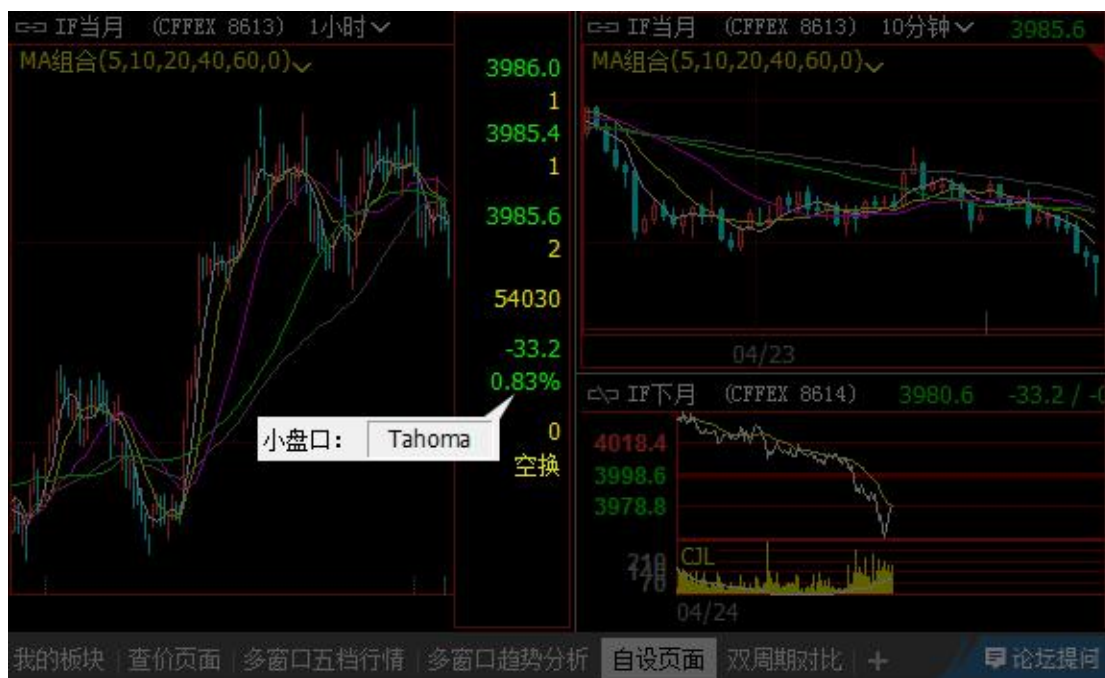 IF当月 (CFFEX 8613) 1小时
MA组合(5,10,20,40,60,0)
3986.0
1
3985.4
1
3985.6
2
54030
-33.2
0.83%
0
空换
小盘口: Tahoma
IF当月 (CFFEX 8613) 10分钟 3985.6
MA组合(5,10,20,40,60,0)
04/23
IF下月 (CFFEX 8614) 3980.6 -33.2 /
4018.4
3998.6
3978.8
CJL
210
140
70
04/24
我的板块 查价页面 多窗口五档行情 多窗口趋势分析 自设页面 双周期对比 + 论坛提问